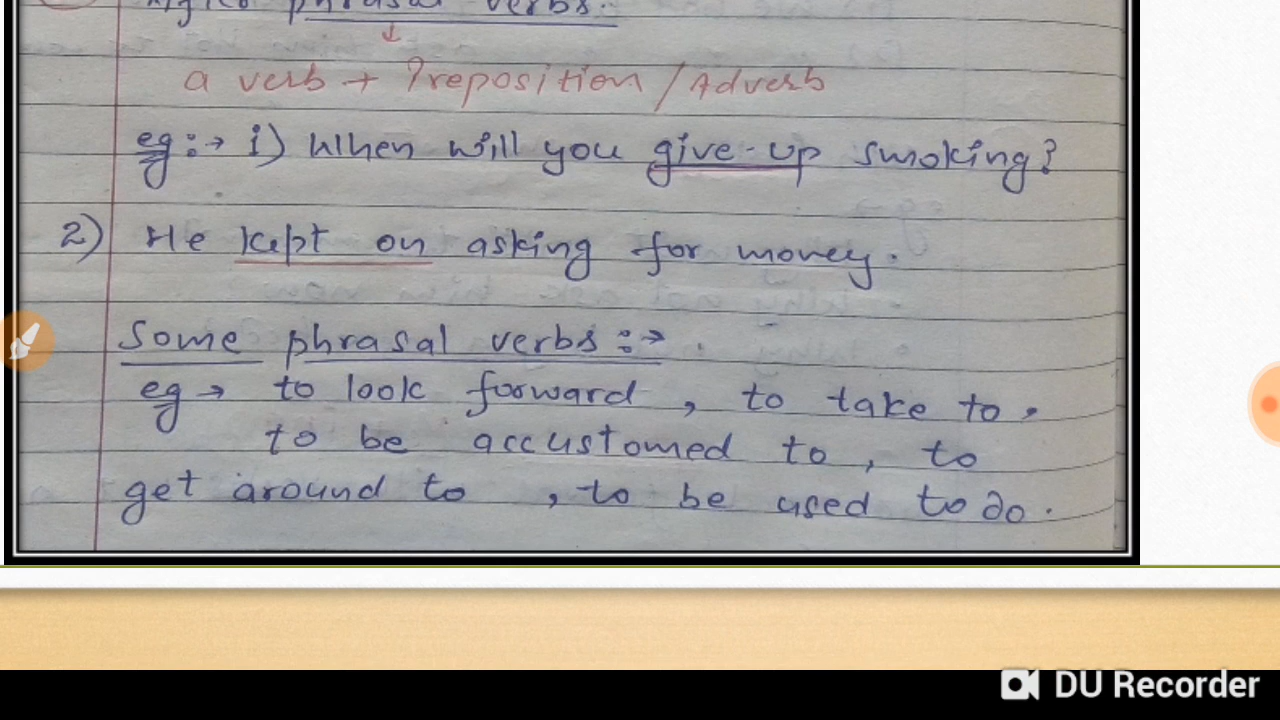 phrasal verbs.
↓
a verb + Preposition / Adverb
eg:→ i) When will you give-up smoking?
2) He kept on asking for money.
Some phrasal verbs:→
eg → to look forward, to take to,
to be accustomed to, to
get around to , to be used to do.
DU Recorder